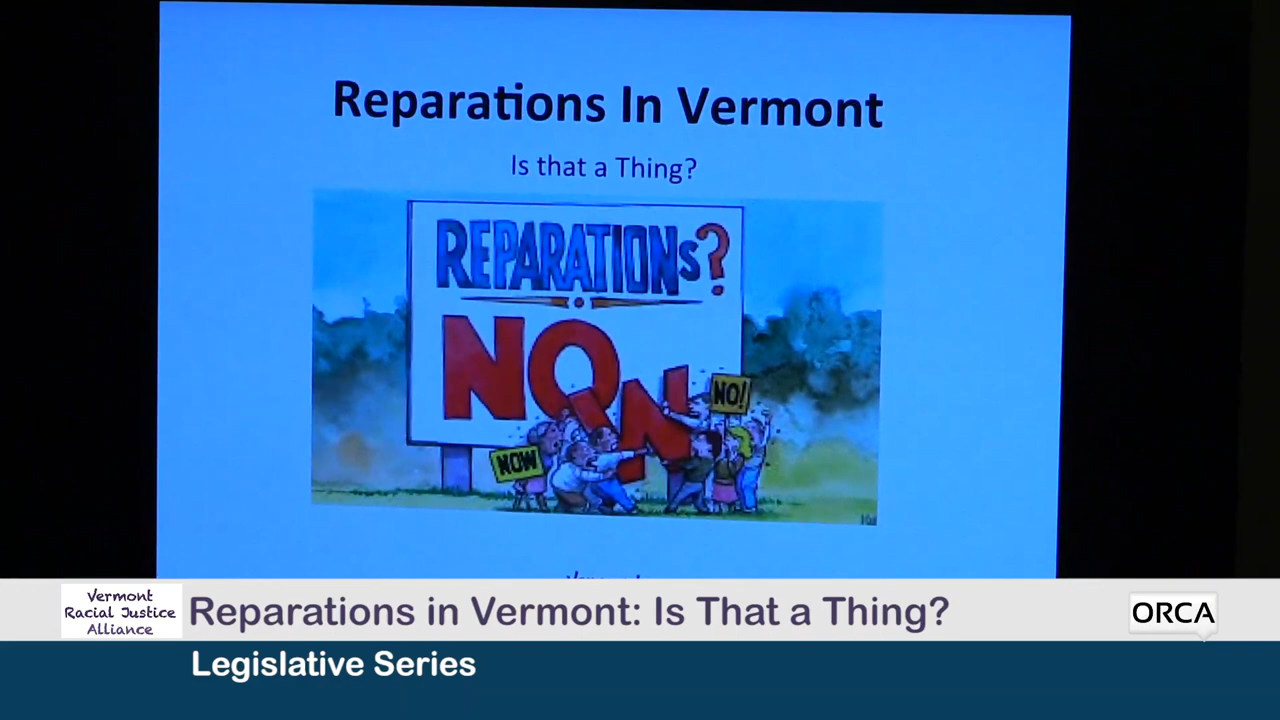 Reparations In Vermont
Is that a Thing?
REPARATIONs?
NO
W
NO!
NOW
Vermont
Racial Justice
Alliance
Reparations in Vermont: Is That a Thing?
ORCA
Legislative Series